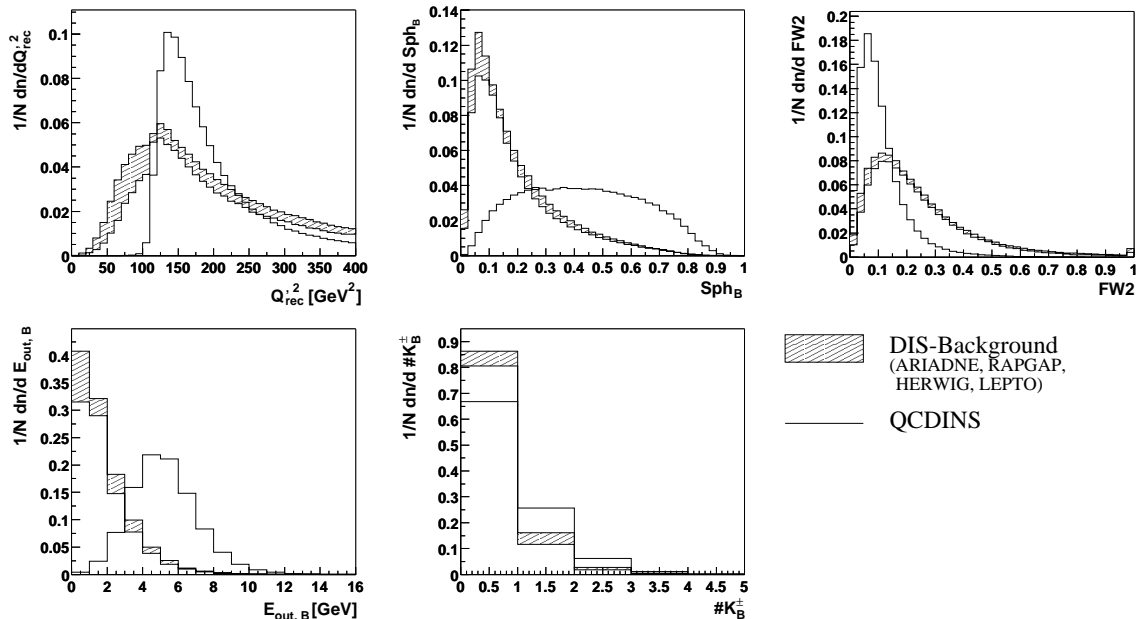 1/N dn/dQ'²rec
0.1
0.08
0.06
0.04
0.02
0
0 50 100 150 200 250 300 350 400
Q'²rec [GeV²]
1/N dn/d Sph_B
0.14
0.12
0.1
0.08
0.06
0.04
0.02
0
0 0.1 0.2 0.3 0.4 0.5 0.6 0.7 0.8 0.9 1
Sph_B
1/N dn/d FW2
0.2
0.18
0.16
0.14
0.12
0.1
0.08
0.06
0.04
0.02
0
0 0.1 0.2 0.3 0.4 0.5 0.6 0.7 0.8 0.9 1
FW2
1/N dn/d E_out, B
0.4
0.35
0.3
0.25
0.2
0.15
0.1
0.05
0
0 2 4 6 8 10 12 14 16
E_out, B [GeV]
1/N dn/d #K_B^±
0.9
0.8
0.7
0.6
0.5
0.4
0.3
0.2
0.1
0
0 0.5 1 1.5 2 2.5 3 3.5 4 4.5 5
#K_B^±
DIS-Background
(ARIADNE, RAPGAP,
HERWIG, LEPTO)
QCDINS